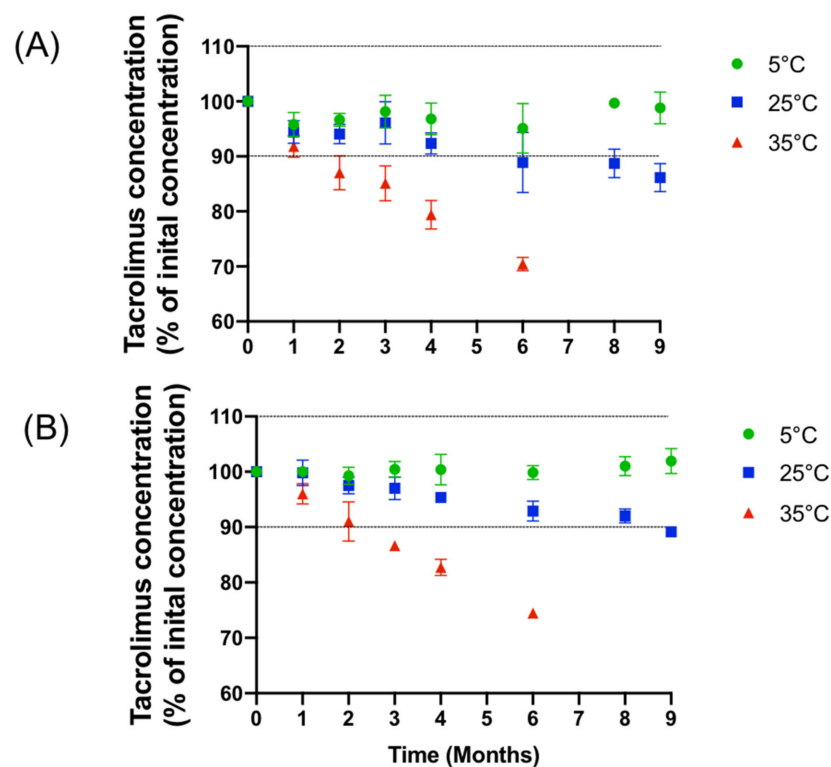 (A)
Tacrolimus concentration
(% of inital concentration)
110
100
90
80
70
60
0 1 2 3 4 5 6 7 8 9
5°C
25°C
35°C
(B)
Tacrolimus concentration
(% of inital concentration)
110
100
90
80
70
60
0 1 2 3 4 5 6 7 8 9
Time (Months)
5°C
25°C
35°C